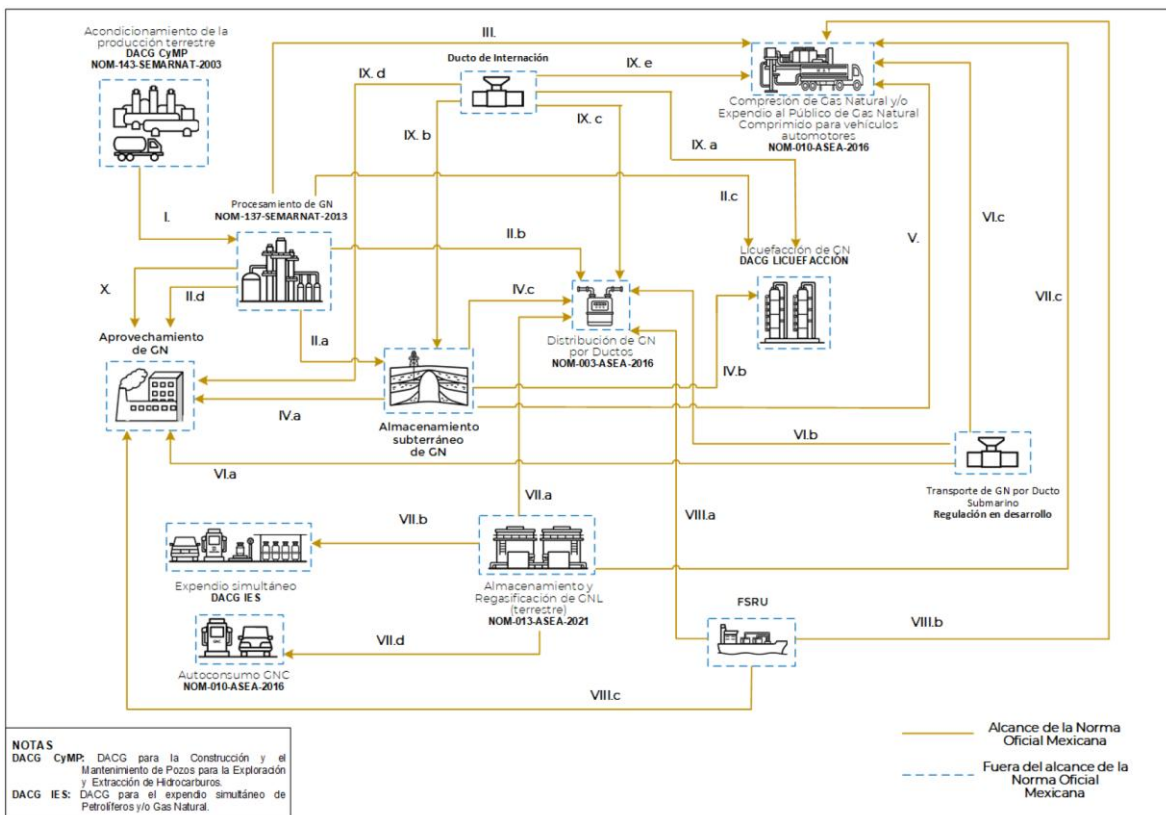 Acondicionamiento de la
producción terrestre
DACG CyMP
NOM-143-SEMARNAT-2003
III.
Ducto de Internación
IX. d
IX. e
IX. b
IX. c
IX. a
Compresión de Gas Natural y/o
Expendio al Público de Gas Natural
Comprimido para vehículos
automotores
NOM-010-ASEA-2016
I.
Procesamiento de GN
NOM-137-SEMARNAT-2013
II.c
II.b
V.
VI.c
VII.c
Licuefacción de GN
DACG LICUEFACCIÓN
X.
II.d
IV.c
II.a
Aprovechamiento
de GN
Distribución de GN
por Ductos
NOM-003-ASEA-2016
IV.b
IV.a
Almacenamiento
subterráneo
de GN
VI.b
VI.a
Transporte de GN por Ducto
Submarino
Regulación en desarrollo
VII.a
VIII.a
VII.b
Expendio simultáneo
DACG IES
Almacenamiento y
Regasificación de GNL
(terrestre)
NOM-013-ASEA-2021
FSRU
VIII.b
VII.d
GNC
Autoconsumo GNC
NOM-010-ASEA-2016
VIII.c
NOTAS
DACG CyMP: DACG para la Construcción y el
Mantenimiento de Pozos para la Exploración
y Extracción de Hidrocarburos.
DACG IES: DACG para el expendio simultáneo de
Petrolíferos y/o Gas Natural.
Alcance de la Norma
Oficial Mexicana
Fuera del alcance de la
Norma Oficial
Mexicana